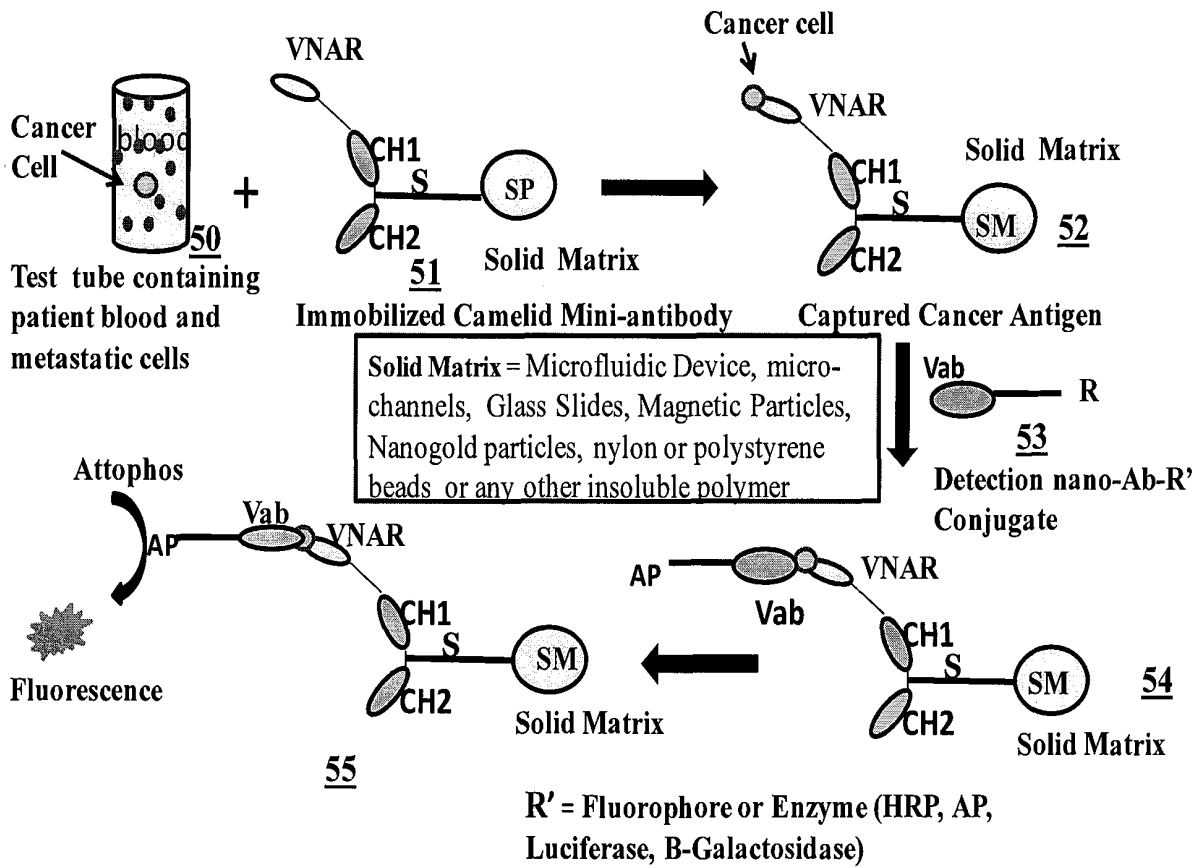 VNAR
Cancer
Cell
blood
50
Test tube containing
patient blood and
metastatic cells
+
CH1
S
SP
CH2
51
Solid Matrix
Immobilized Camelid Mini-antibody
Cancer cell
VNAR
Solid Matrix
CH1
S
SM
52
CH2
Captured Cancer Antigen
Solid Matrix = Microfluidic Device, micro-
channels, Glass Slides, Magnetic Particles,
Nanogold particles, nylon or polystyrene
beads or any other insoluble polymer
Vab
R
53
Detection nano-Ab-R'
Conjugate
AP
Vab
VNAR
CH1
S
SM
54
CH2
Solid Matrix
Attophos
AP
Vab
VNAR
CH1
S
SM
CH2
Solid Matrix
Fluorescence
55
R' = Fluorophore or Enzyme (HRP, AP,
Luciferase, B-Galactosidase)